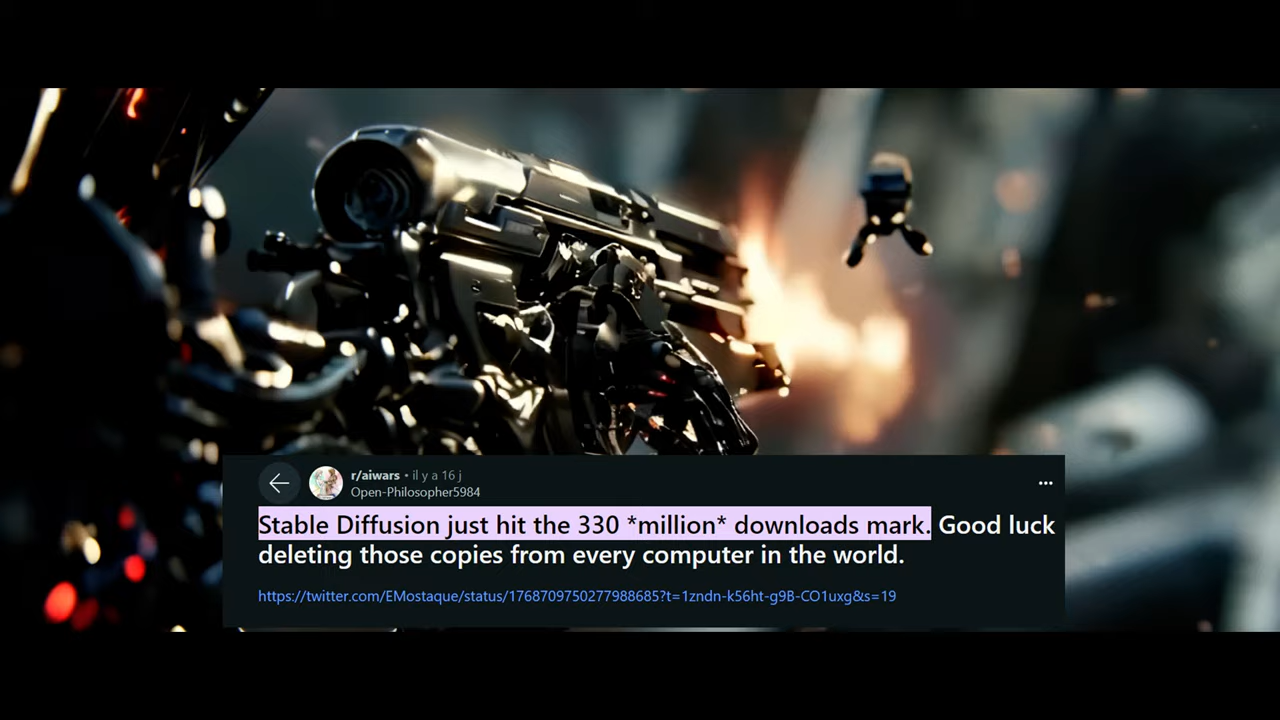 r/aiwars • il y a 16 j
Open-Philosopher5984
Stable Diffusion just hit the 330 *million* downloads mark. Good luck
deleting those copies from every computer in the world.
https://twitter.com/EMostaque/status/1768709750277988685?t=1zndn-k56ht-g9B-CO1uxg&s=19